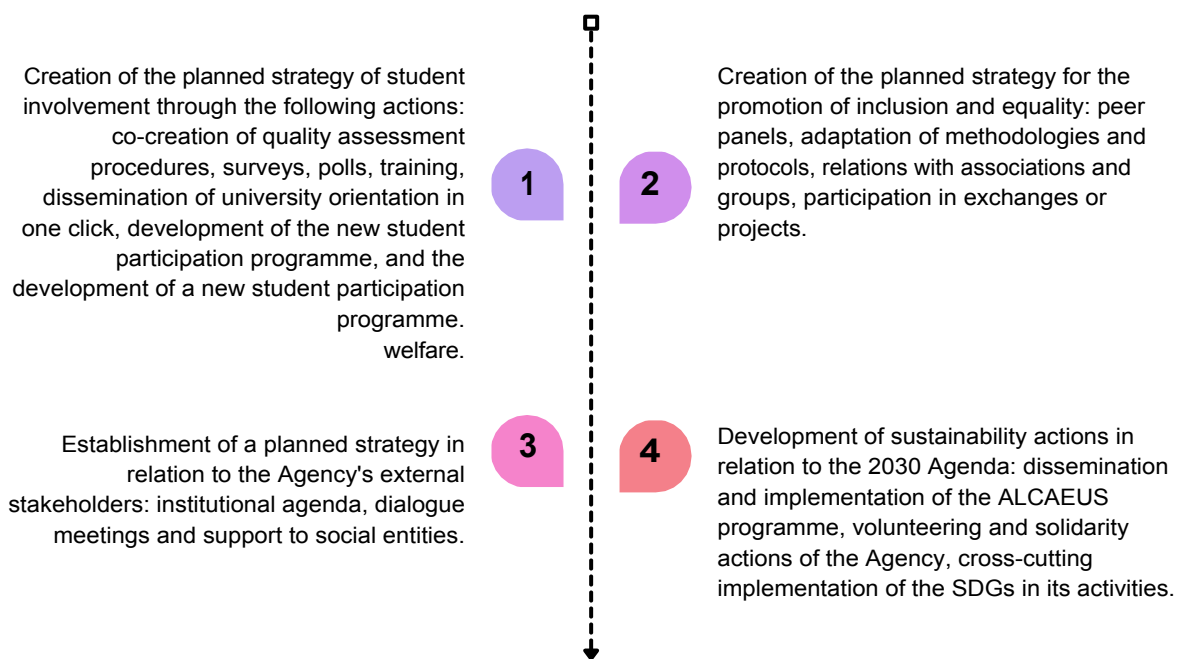 Creation of the planned strategy of student
involvement through the following actions:
co-creation of quality assessment
procedures, surveys, polls, training,
dissemination of university orientation in
one click, development of the new student
participation programme, and the
development of a new student participation
programme.
welfare.
1
2
Creation of the planned strategy for the
promotion of inclusion and equality: peer
panels, adaptation of methodologies and
protocols, relations with associations and
groups, participation in exchanges or
projects.
Establishment of a planned strategy in
relation to the Agency's external
stakeholders: institutional agenda, dialogue
meetings and support to social entities.
3
4
Development of sustainability actions in
relation to the 2030 Agenda: dissemination
and implementation of the ALCAEUS
programme, volunteering and solidarity
actions of the Agency, cross-cutting
implementation of the SDGs in its activities.